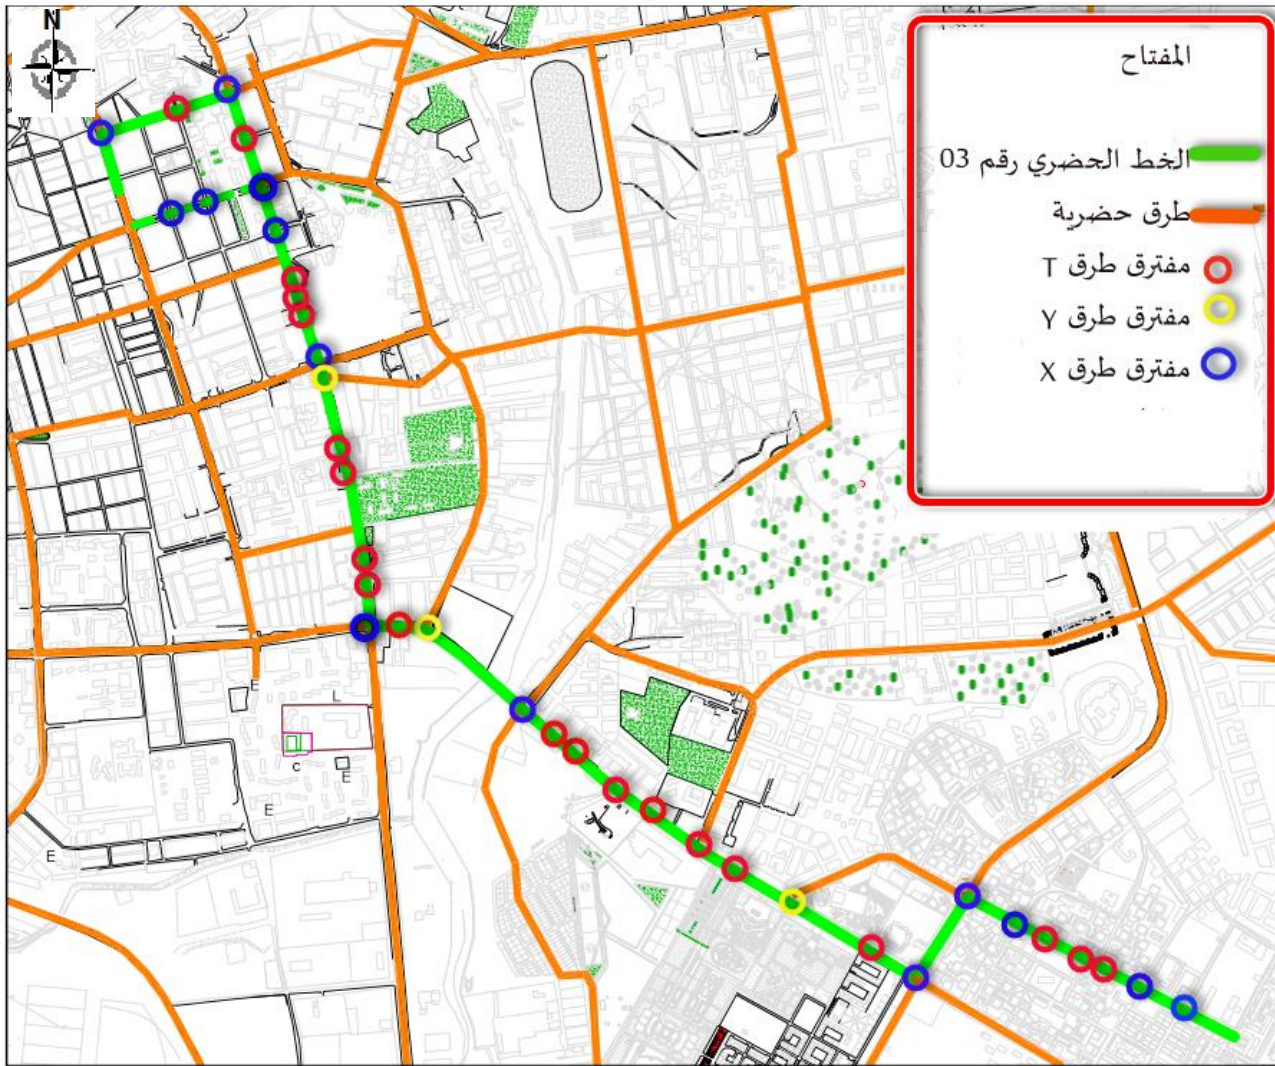 N
المفتاح
الخط الحضري رقم 03
طرق حضرية
مفترق طرق T
مفترق طرق Y
مفترق طرق X
E
L
c
E
E
E